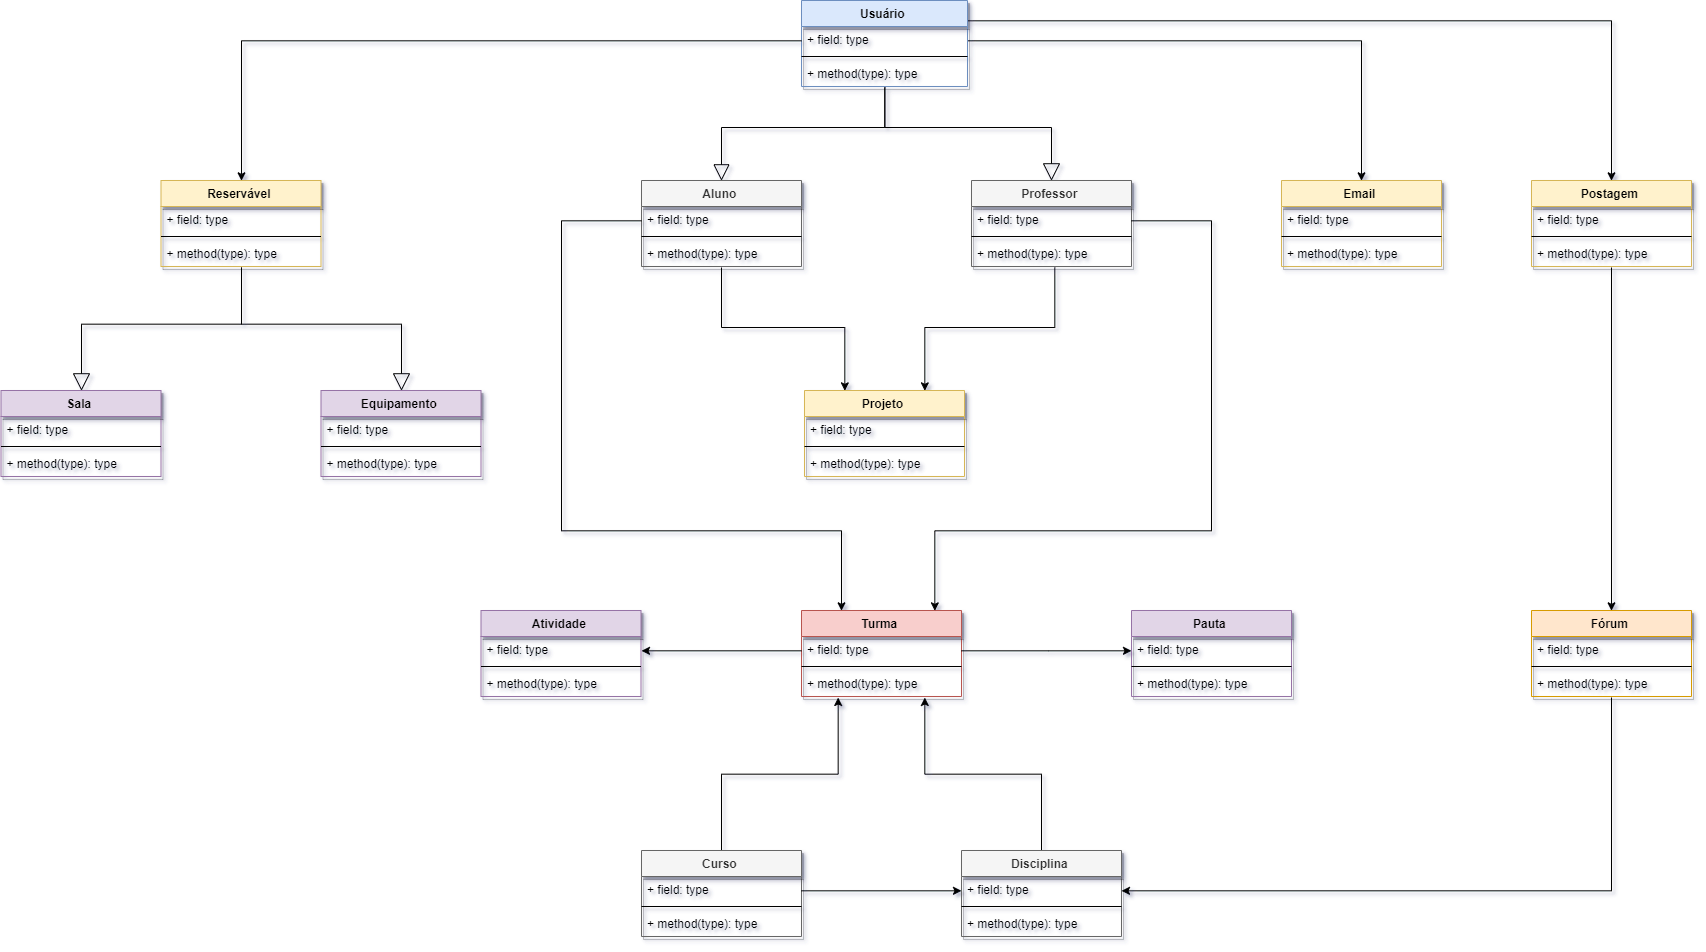 Usuário
+ field: type
+ method(type): type
Reservável
+ field: type
+ method(type): type
Aluno
+ field: type
+ method(type): type
Professor
+ field: type
+ method(type): type
Email
+ field: type
+ method(type): type
Postagem
+ field: type
+ method(type): type
Sala
+ field: type
+ method(type): type
Equipamento
+ field: type
+ method(type): type
Projeto
+ field: type
+ method(type): type
Atividade
+ field: type
+ method(type): type
Turma
+ field: type
+ method(type): type
Pauta
+ field: type
+ method(type): type
Fórum
+ field: type
+ method(type): type
Curso
+ field: type
+ method(type): type
Disciplina
+ field: type
+ method(type): type